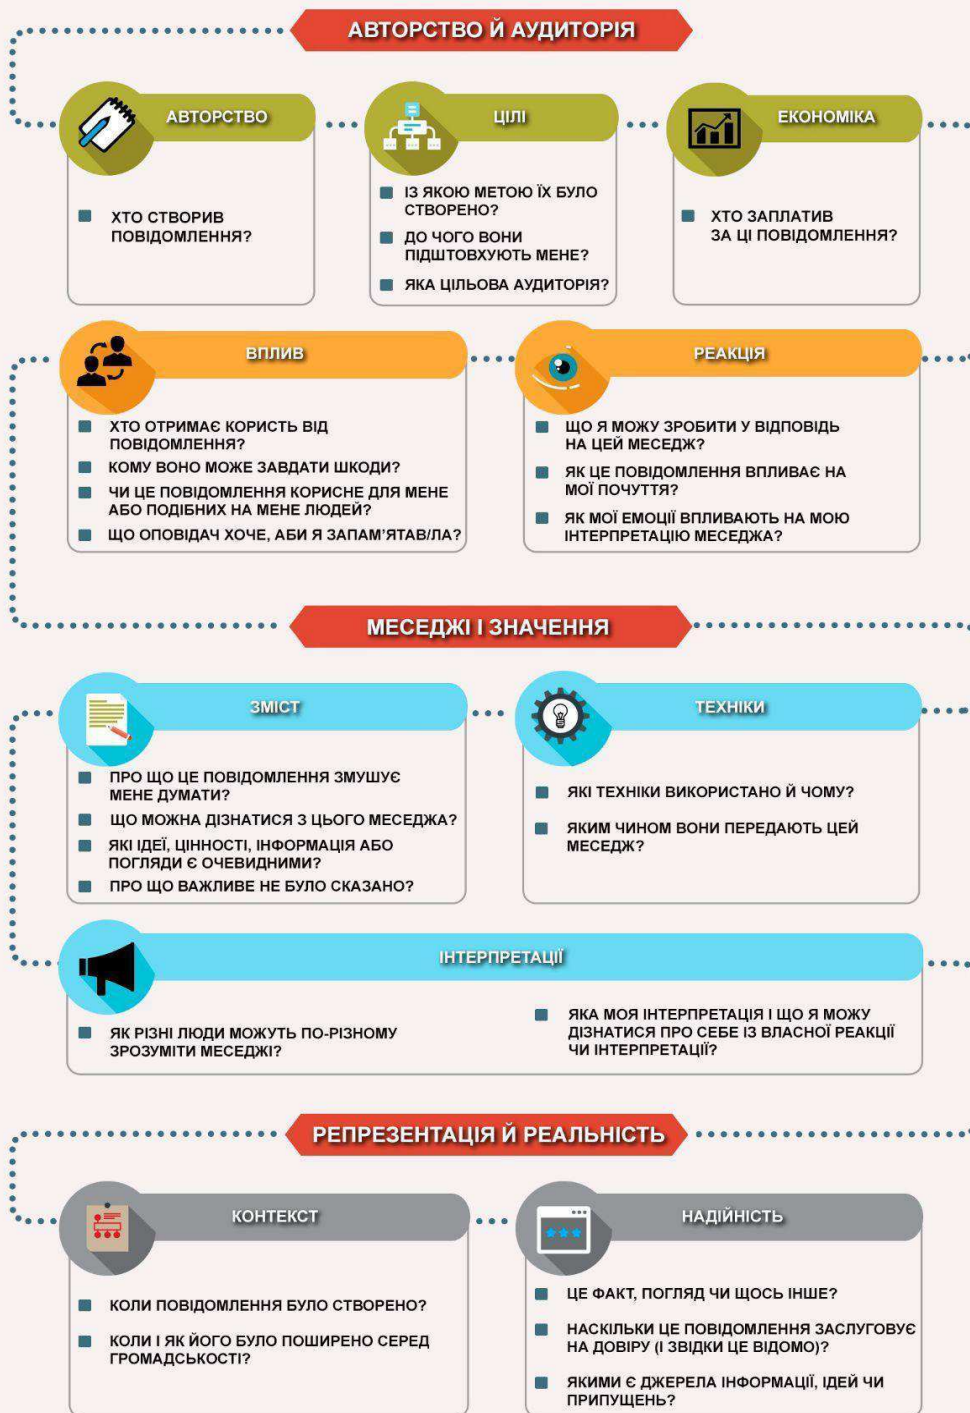 АВТОРСТВО Й АУДИТОРІЯ
АВТОРСТВО
ХТО СТВОРИВ
ПОВІДОМЛЕННЯ?
ЦІЛІ
ІЗ ЯКОЮ МЕТОЮ ЇХ БУЛО
СТВОРЕНО?
ДО ЧОГО ВОНИ
ПІДШТОВХУЮТЬ МЕНЕ?
ЯКА ЦІЛЬОВА АУДИТОРІЯ?
ЕКОНОМІКА
ХТО ЗАПЛАТИВ
ЗА ЦІ ПОВІДОМЛЕННЯ?
ВПЛИВ
ХТО ОТРИМАЄ КОРИСТЬ ВІД
ПОВІДОМЛЕННЯ?
КОМУ ВОНО МОЖЕ ЗАВДАТИ ШКОДИ?
ЧИ ЦЕ ПОВІДОМЛЕННЯ КОРИСНЕ ДЛЯ МЕНЕ
АБО ПОДІБНИХ НА МЕНЕ ЛЮДЕЙ?
ЩО ОПОВІДАЧ ХОЧЕ, АБИ Я ЗАПАМ’ЯТАВ/ЛА?
РЕАКЦІЯ
ЩО Я МОЖУ ЗРОБИТИ У ВІДПОВІДЬ
НА ЦЕЙ МЕСЕДЖ?
ЯК ЦЕ ПОВІДОМЛЕННЯ ВПЛИВАЄ НА
МОЇ ПОЧУТТЯ?
ЯК МОЇ ЕМОЦІЇ ВПЛИВАЮТЬ НА МОЮ
ІНТЕРПРЕТАЦІЮ МЕСЕДЖА?
МЕСЕДЖІ І ЗНАЧЕННЯ
ЗМІСТ
ПРО ЩО ЦЕ ПОВІДОМЛЕННЯ ЗМУШУЄ
МЕНЕ ДУМАТИ?
ЩО МОЖНА ДІЗНАТИСЯ З ЦЬОГО МЕСЕДЖА?
ЯКІ ІДЕЇ, ЦІННОСТІ, ІНФОРМАЦІЯ АБО
ПОГЛЯДИ Є ОЧЕВИДНИМИ?
ПРО ЩО ВАЖЛИВЕ НЕ БУЛО СКАЗАНО?
ТЕХНІКИ
ЯКІ ТЕХНІКИ ВИКОРИСТАНО Й ЧОМУ?
ЯКИМ ЧИНОМ ВОНИ ПЕРЕДАЮТЬ ЦЕЙ
МЕСЕДЖ?
ІНТЕРПРЕТАЦІЇ
ЯК РІЗНІ ЛЮДИ МОЖУТЬ ПО-РІЗНОМУ
ЗРОЗУМІТИ МЕСЕДЖІ?
ЯКА МОЯ ІНТЕРПРЕТАЦІЯ І ЩО Я МОЖУ
ДІЗНАТИСЯ ПРО СЕБЕ ІЗ ВЛАСНОЇ РЕАКЦІЇ
ЧИ ІНТЕРПРЕТАЦІЇ?
РЕПРЕЗЕНТАЦІЯ Й РЕАЛЬНІСТЬ
КОНТЕКСТ
КОЛИ ПОВІДОМЛЕННЯ БУЛО СТВОРЕНО?
КОЛИ І ЯК ЙОГО БУЛО ПОШИРЕНО СЕРЕД
ГРОМАДСЬКОСТІ?
НАДІЙНІСТЬ
ЦЕ ФАКТ, ПОГЛЯД ЧИ ЩОСЬ ІНШЕ?
НАСКІЛЬКИ ЦЕ ПОВІДОМЛЕННЯ ЗАСЛУГОВУЄ
НА ДОВІРУ (І ЗВІДКИ ЦЕ ВІДОМО)?
ЯКИМИ Є ДЖЕРЕЛА ІНФОРМАЦІЇ, ІДЕЙ ЧИ
ПРИПУЩЕНЬ?